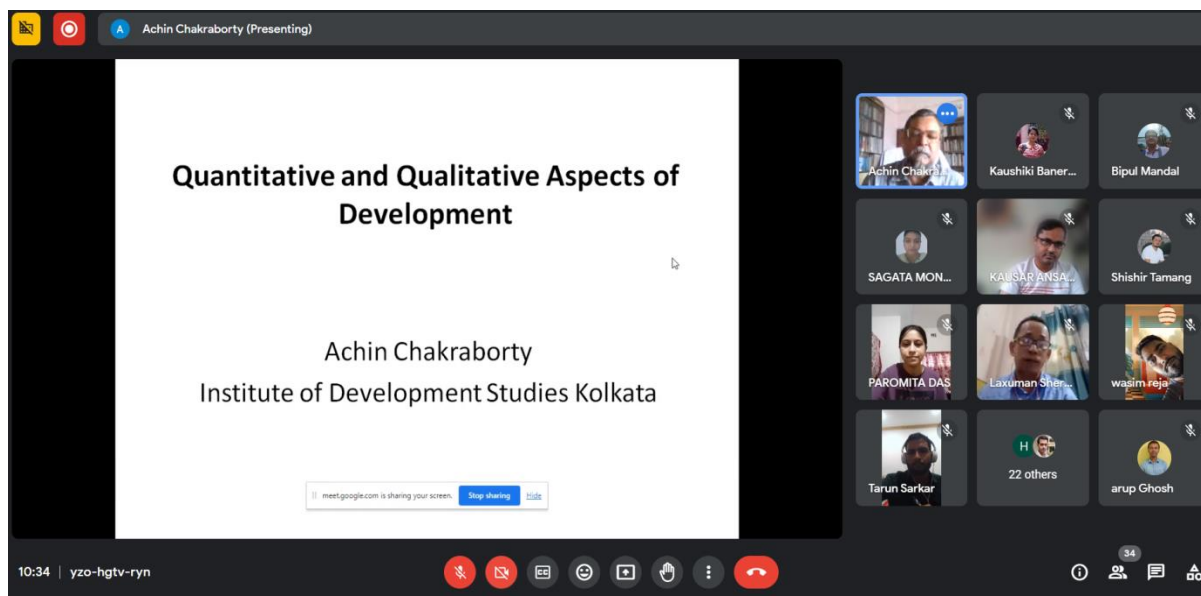 A Achin Chakraborty (Presenting)
Quantitative and Qualitative Aspects of
Development
Achin Chakraborty
Institute of Development Studies Kolkata
meet.google.com is sharing your screen. Stop sharing Hide
Achin Chakra...
Kaushiki Baner...
Bipul Mandal
SAGATA MON...
KAUSAR ANSA...
Shishir Tamang
PAROMITA DAS
Laxuman Sher...
wasim reja
Tarun Sarkar
H
22 others
arup Ghosh
10:34 | yzo-hgtv-ryn
CC
34